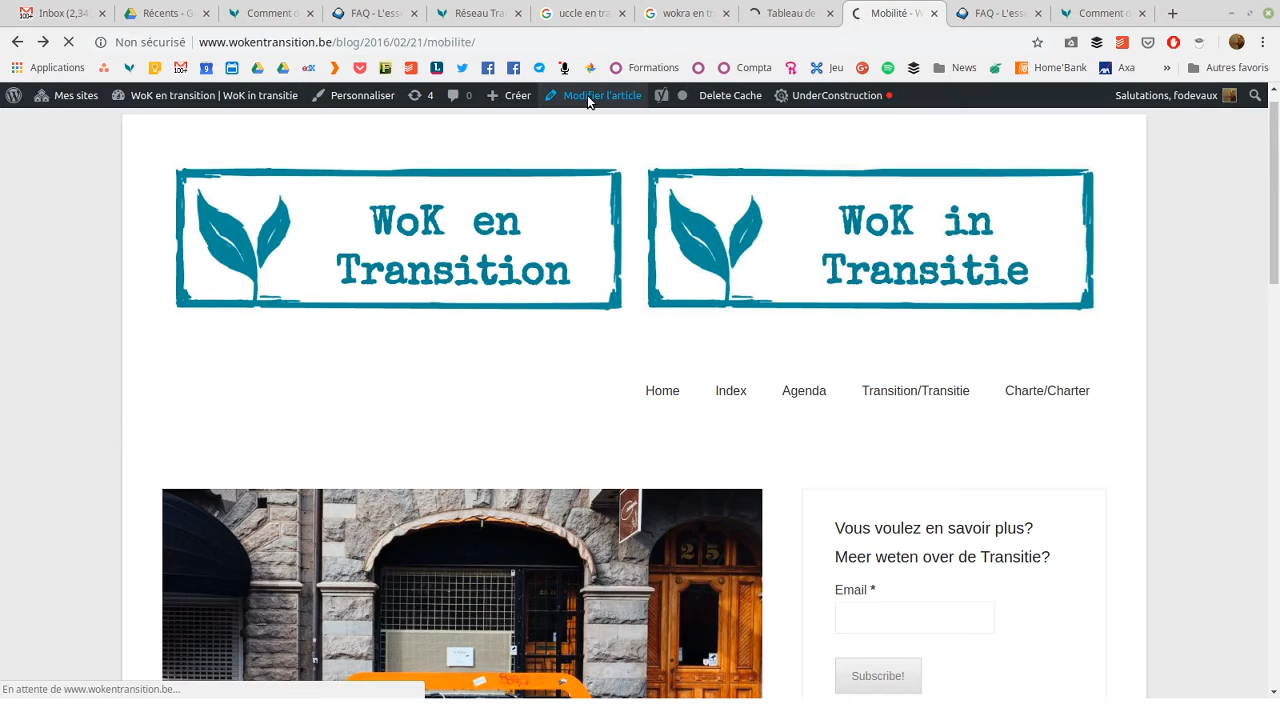 Inbox (2,34
Récents - G
Comment d
FAQ - L'esse
Réseau Tra
uccle en tra
wokra en tr
Tableau de
Mobilité - W
FAQ - L'esse
Comment d
Non sécurisé
www.wokentransition.be/blog/2016/02/21/mobilite/
Applications
Formations
Compta
Jeu
News
Home'Bank
Axa
»
Autres favoris
Mes sites
WoK en transition | WoK in transitie
Personnaliser
4
0
Créer
Modifier l'article
Delete Cache
UnderConstruction
Salutations, fodevaux
WoK en
Transition
WoK in
Transitie
Home
Index
Agenda
Transition/Transitie
Charte/Charter
25
Vous voulez en savoir plus?
Meer weten over de Transitie?
Email *
Subscribe!
En attente de www.wokentransition.be...